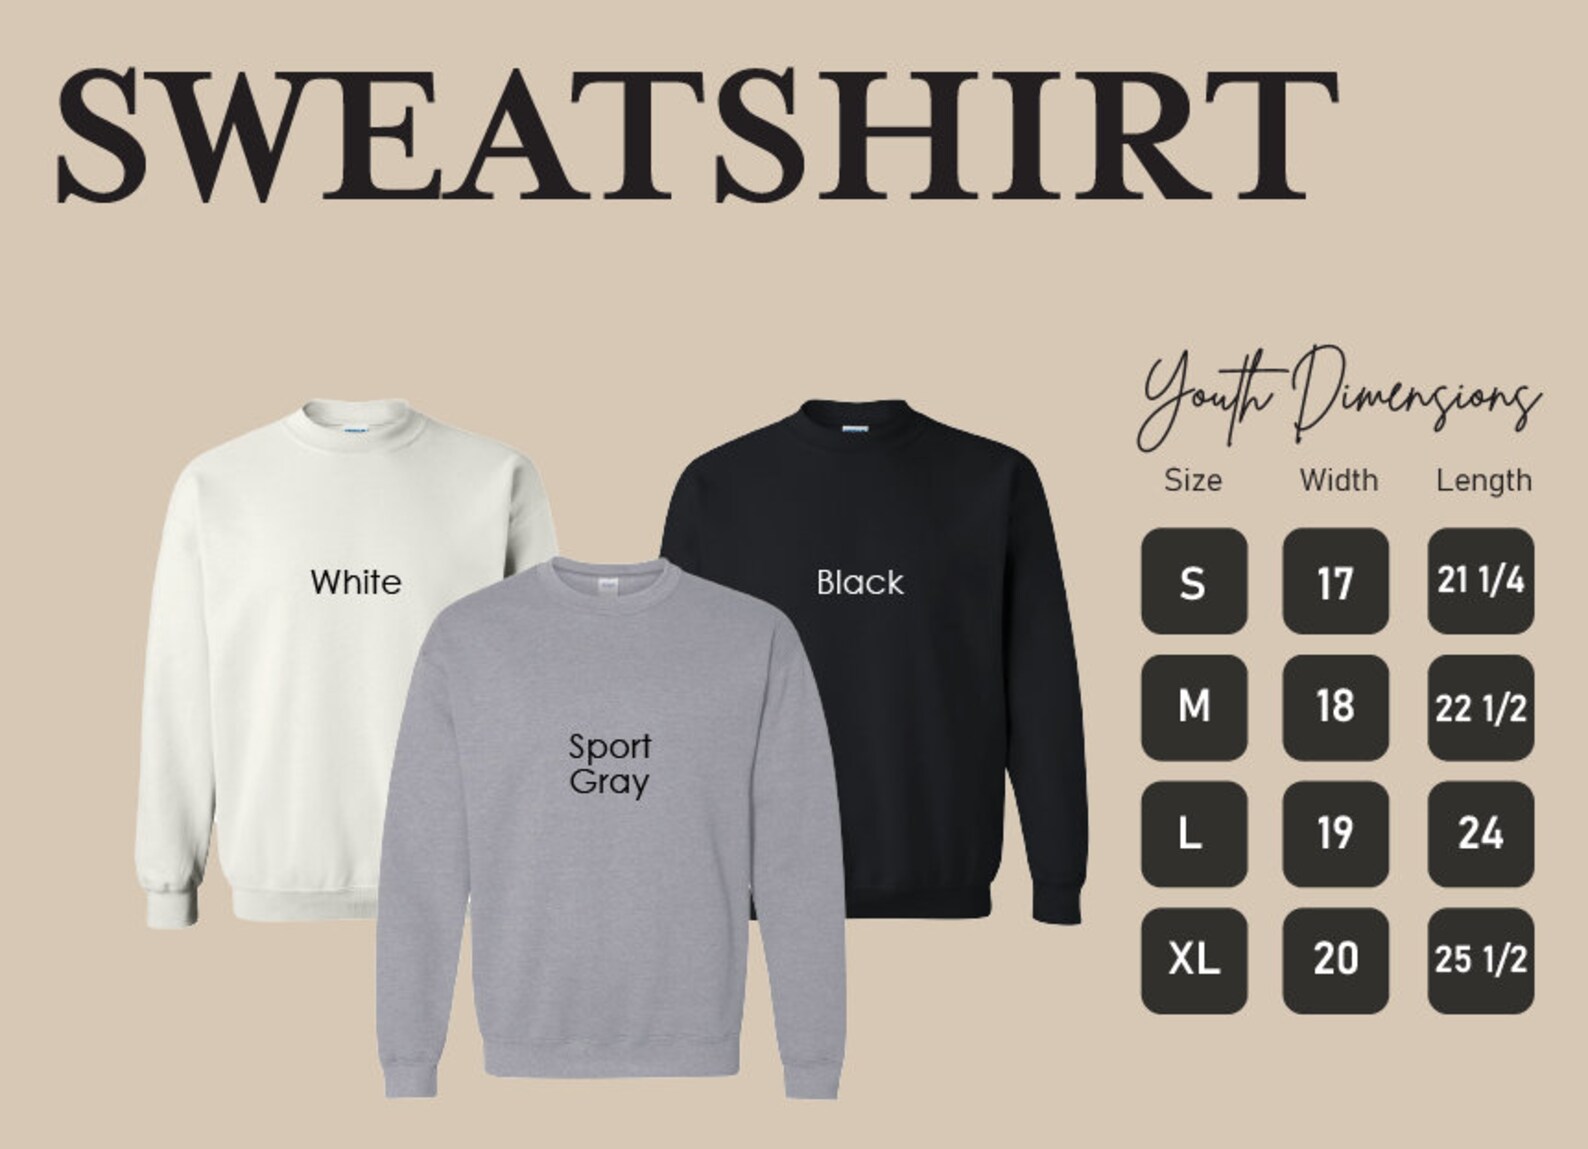 SWEATSHIRT
White
Black
Sport
Gray
Youth Dimensions
Size Width Length
S 17 21 1/4
M 18 22 1/2
L 19 24
XL 20 25 1/2